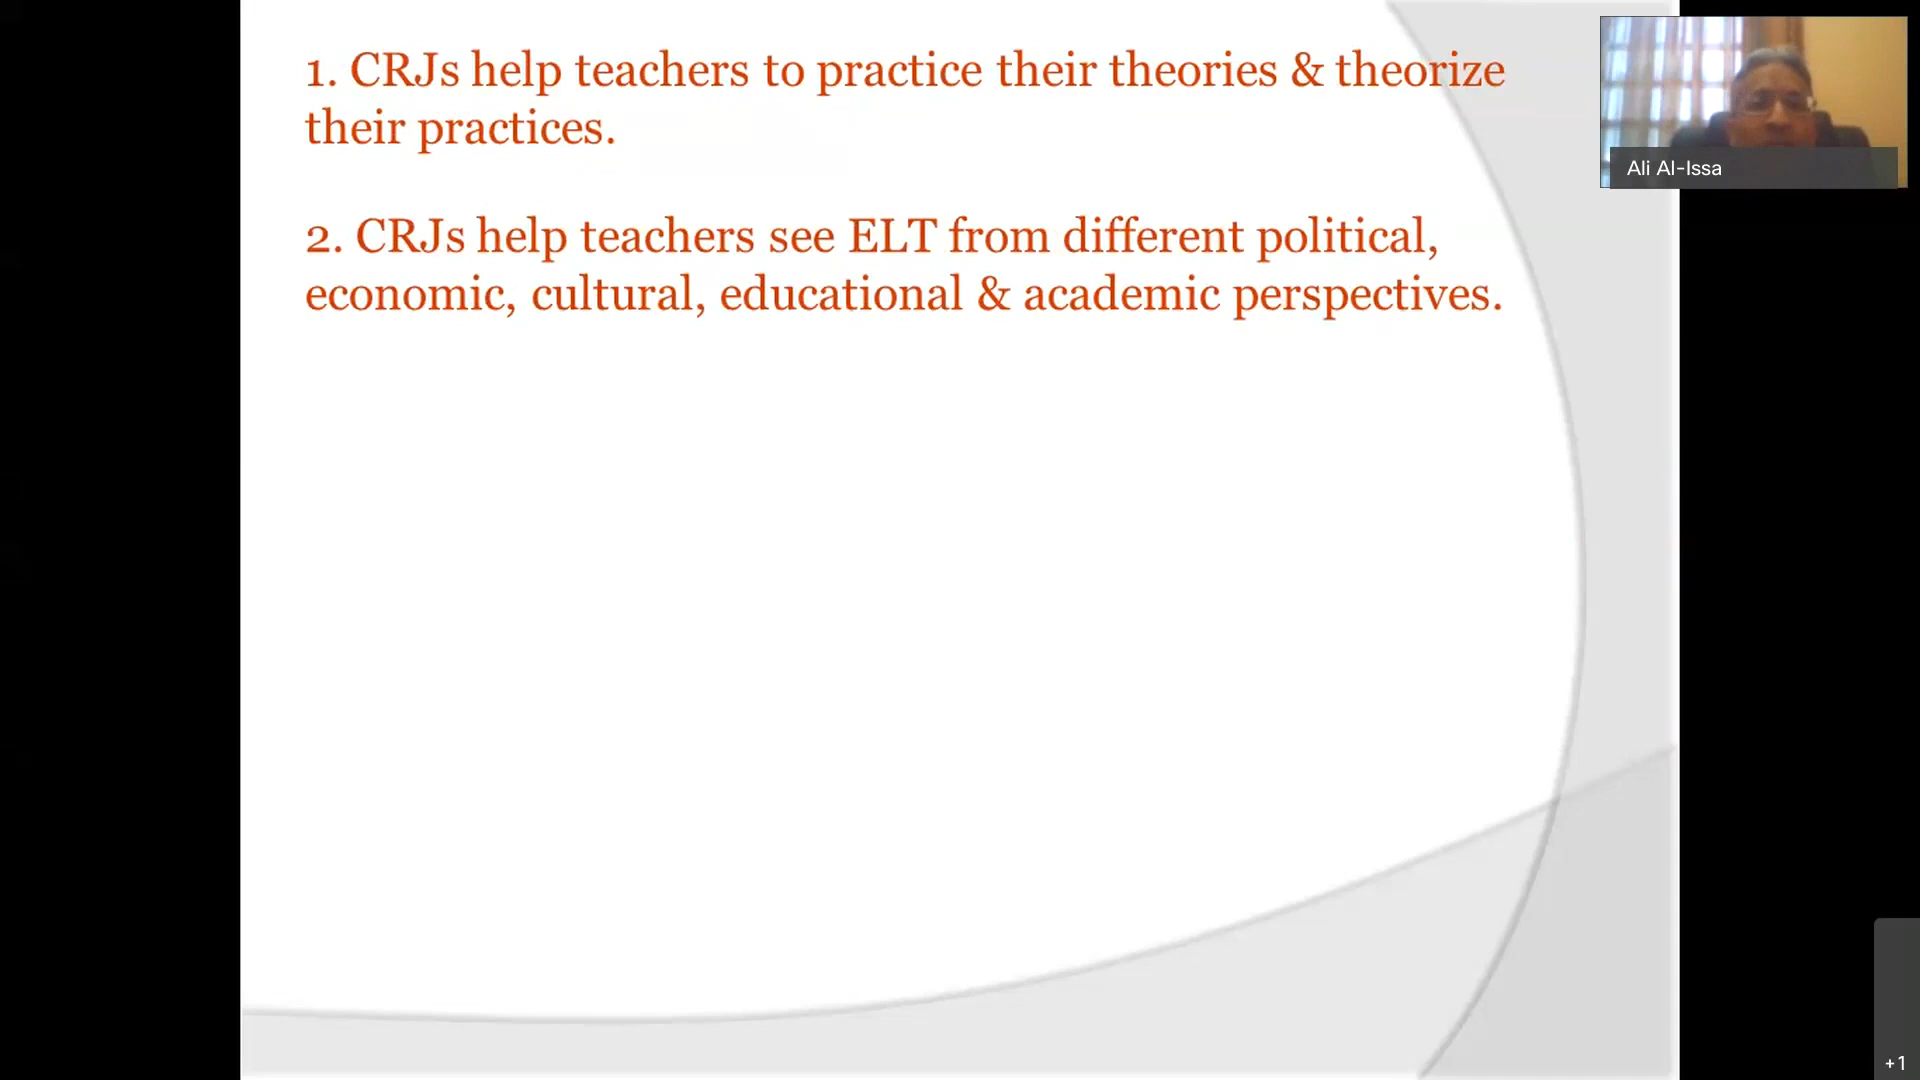 1. CRJs help teachers to practice their theories & theorize
their practices.
2. CRJs help teachers see ELT from different political,
economic, cultural, educational & academic perspectives.
Ali Al-Issa
+1